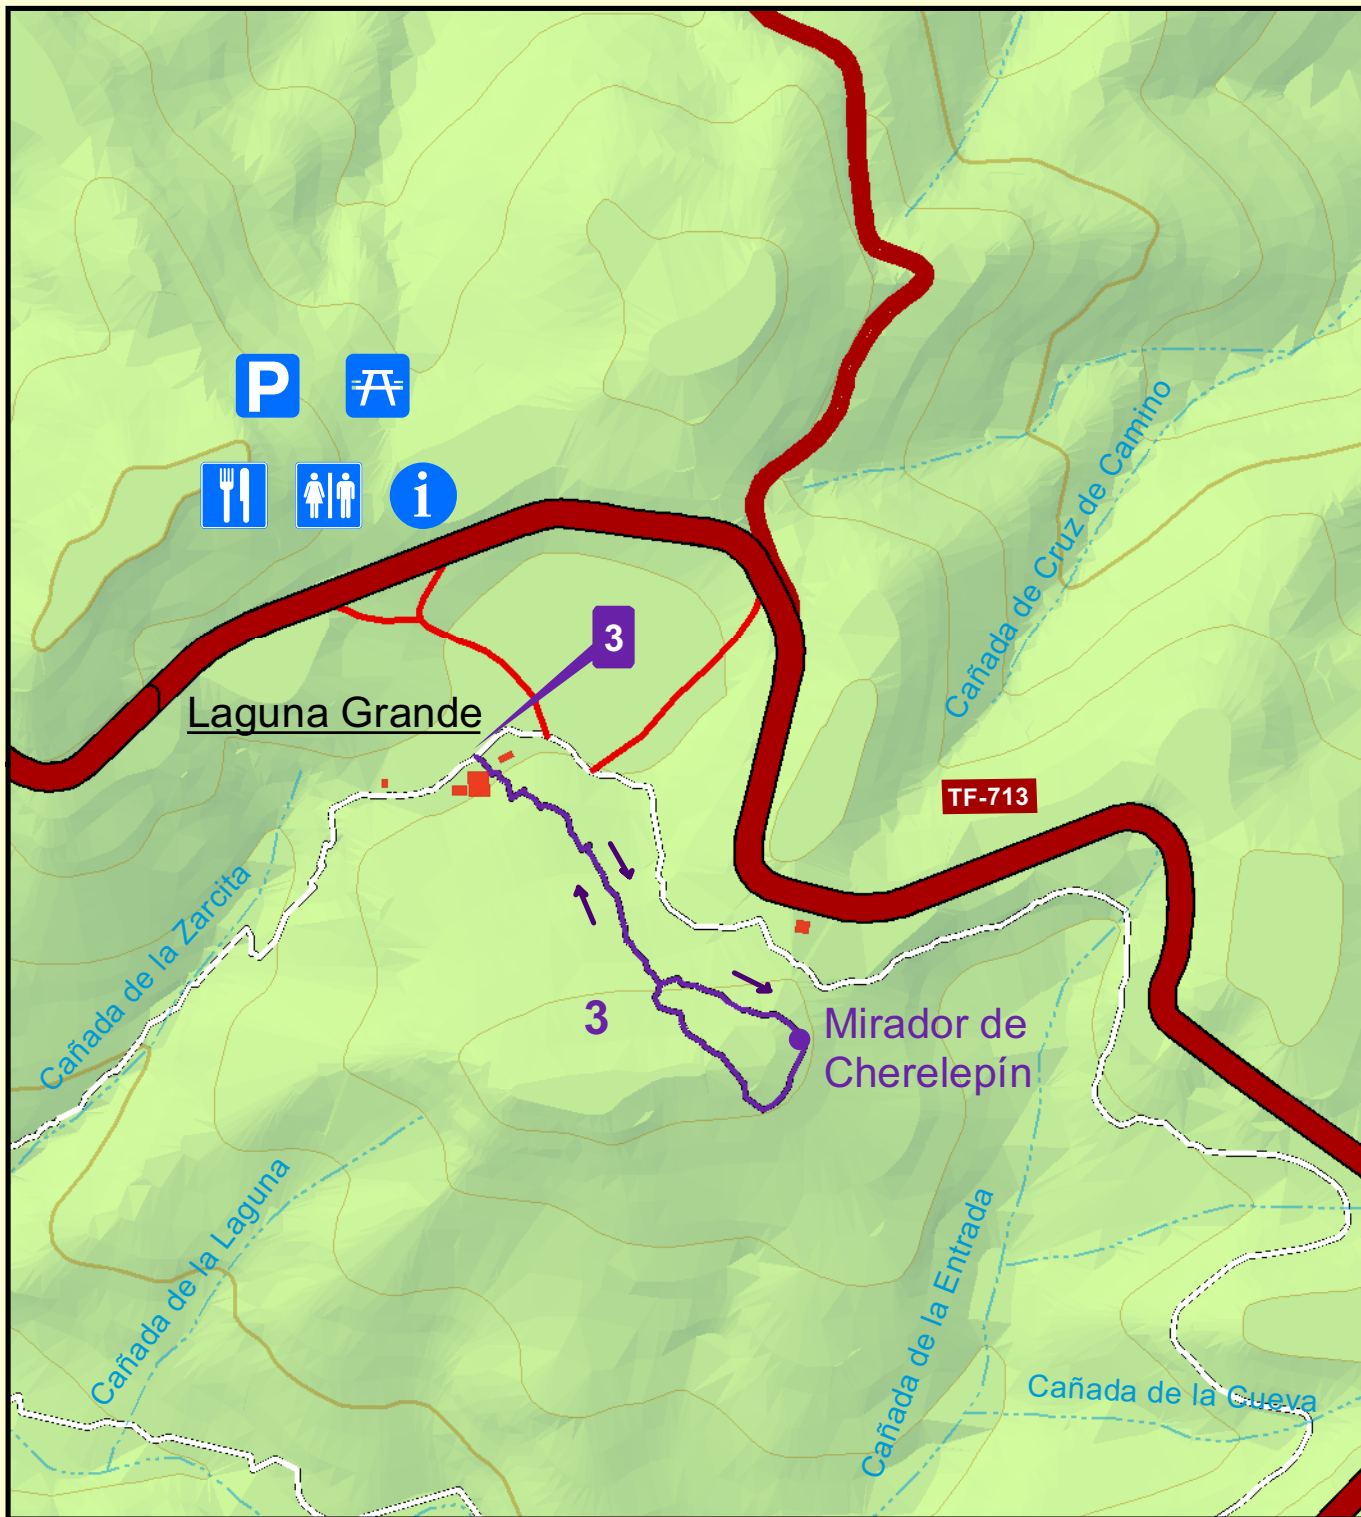 P
i
3
Laguna Grande
Cañada de Cruz de Camino
TF-713
Cañada de la Zarcita
3
Mirador de
Cherelepín
Cañada de la Laguna
Cañada de la Entrada
Cañada de la Cueva